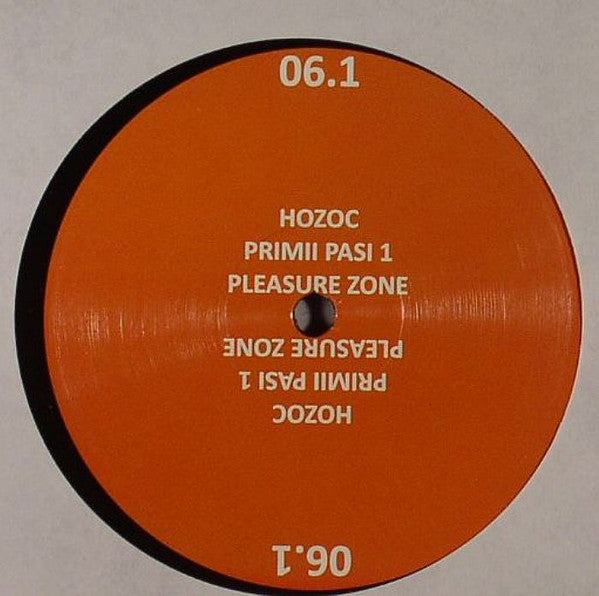 06.1
HOZOC
PRIMII PASI 1
PLEASURE ZONE
PLEASURE ZONE
PRIMII PASI 1
HOZOC
06.1